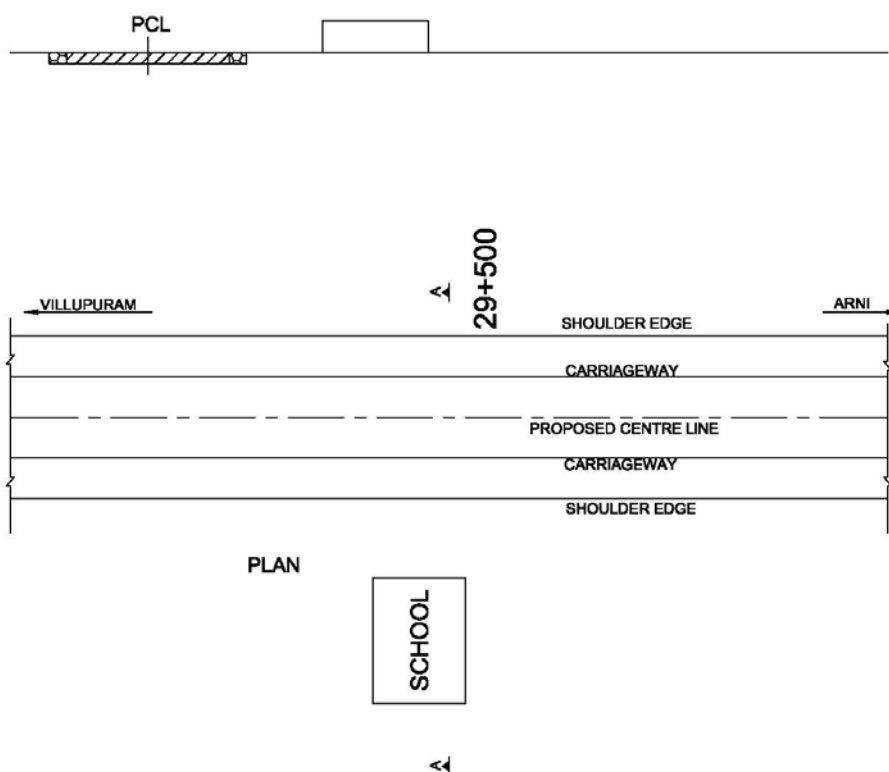 PCL
A
29+500
VILLUPURAM
ARNI
SHOULDER EDGE
CARRIAGEWAY
PROPOSED CENTRE LINE
CARRIAGEWAY
SHOULDER EDGE
PLAN
SCHOOL
A